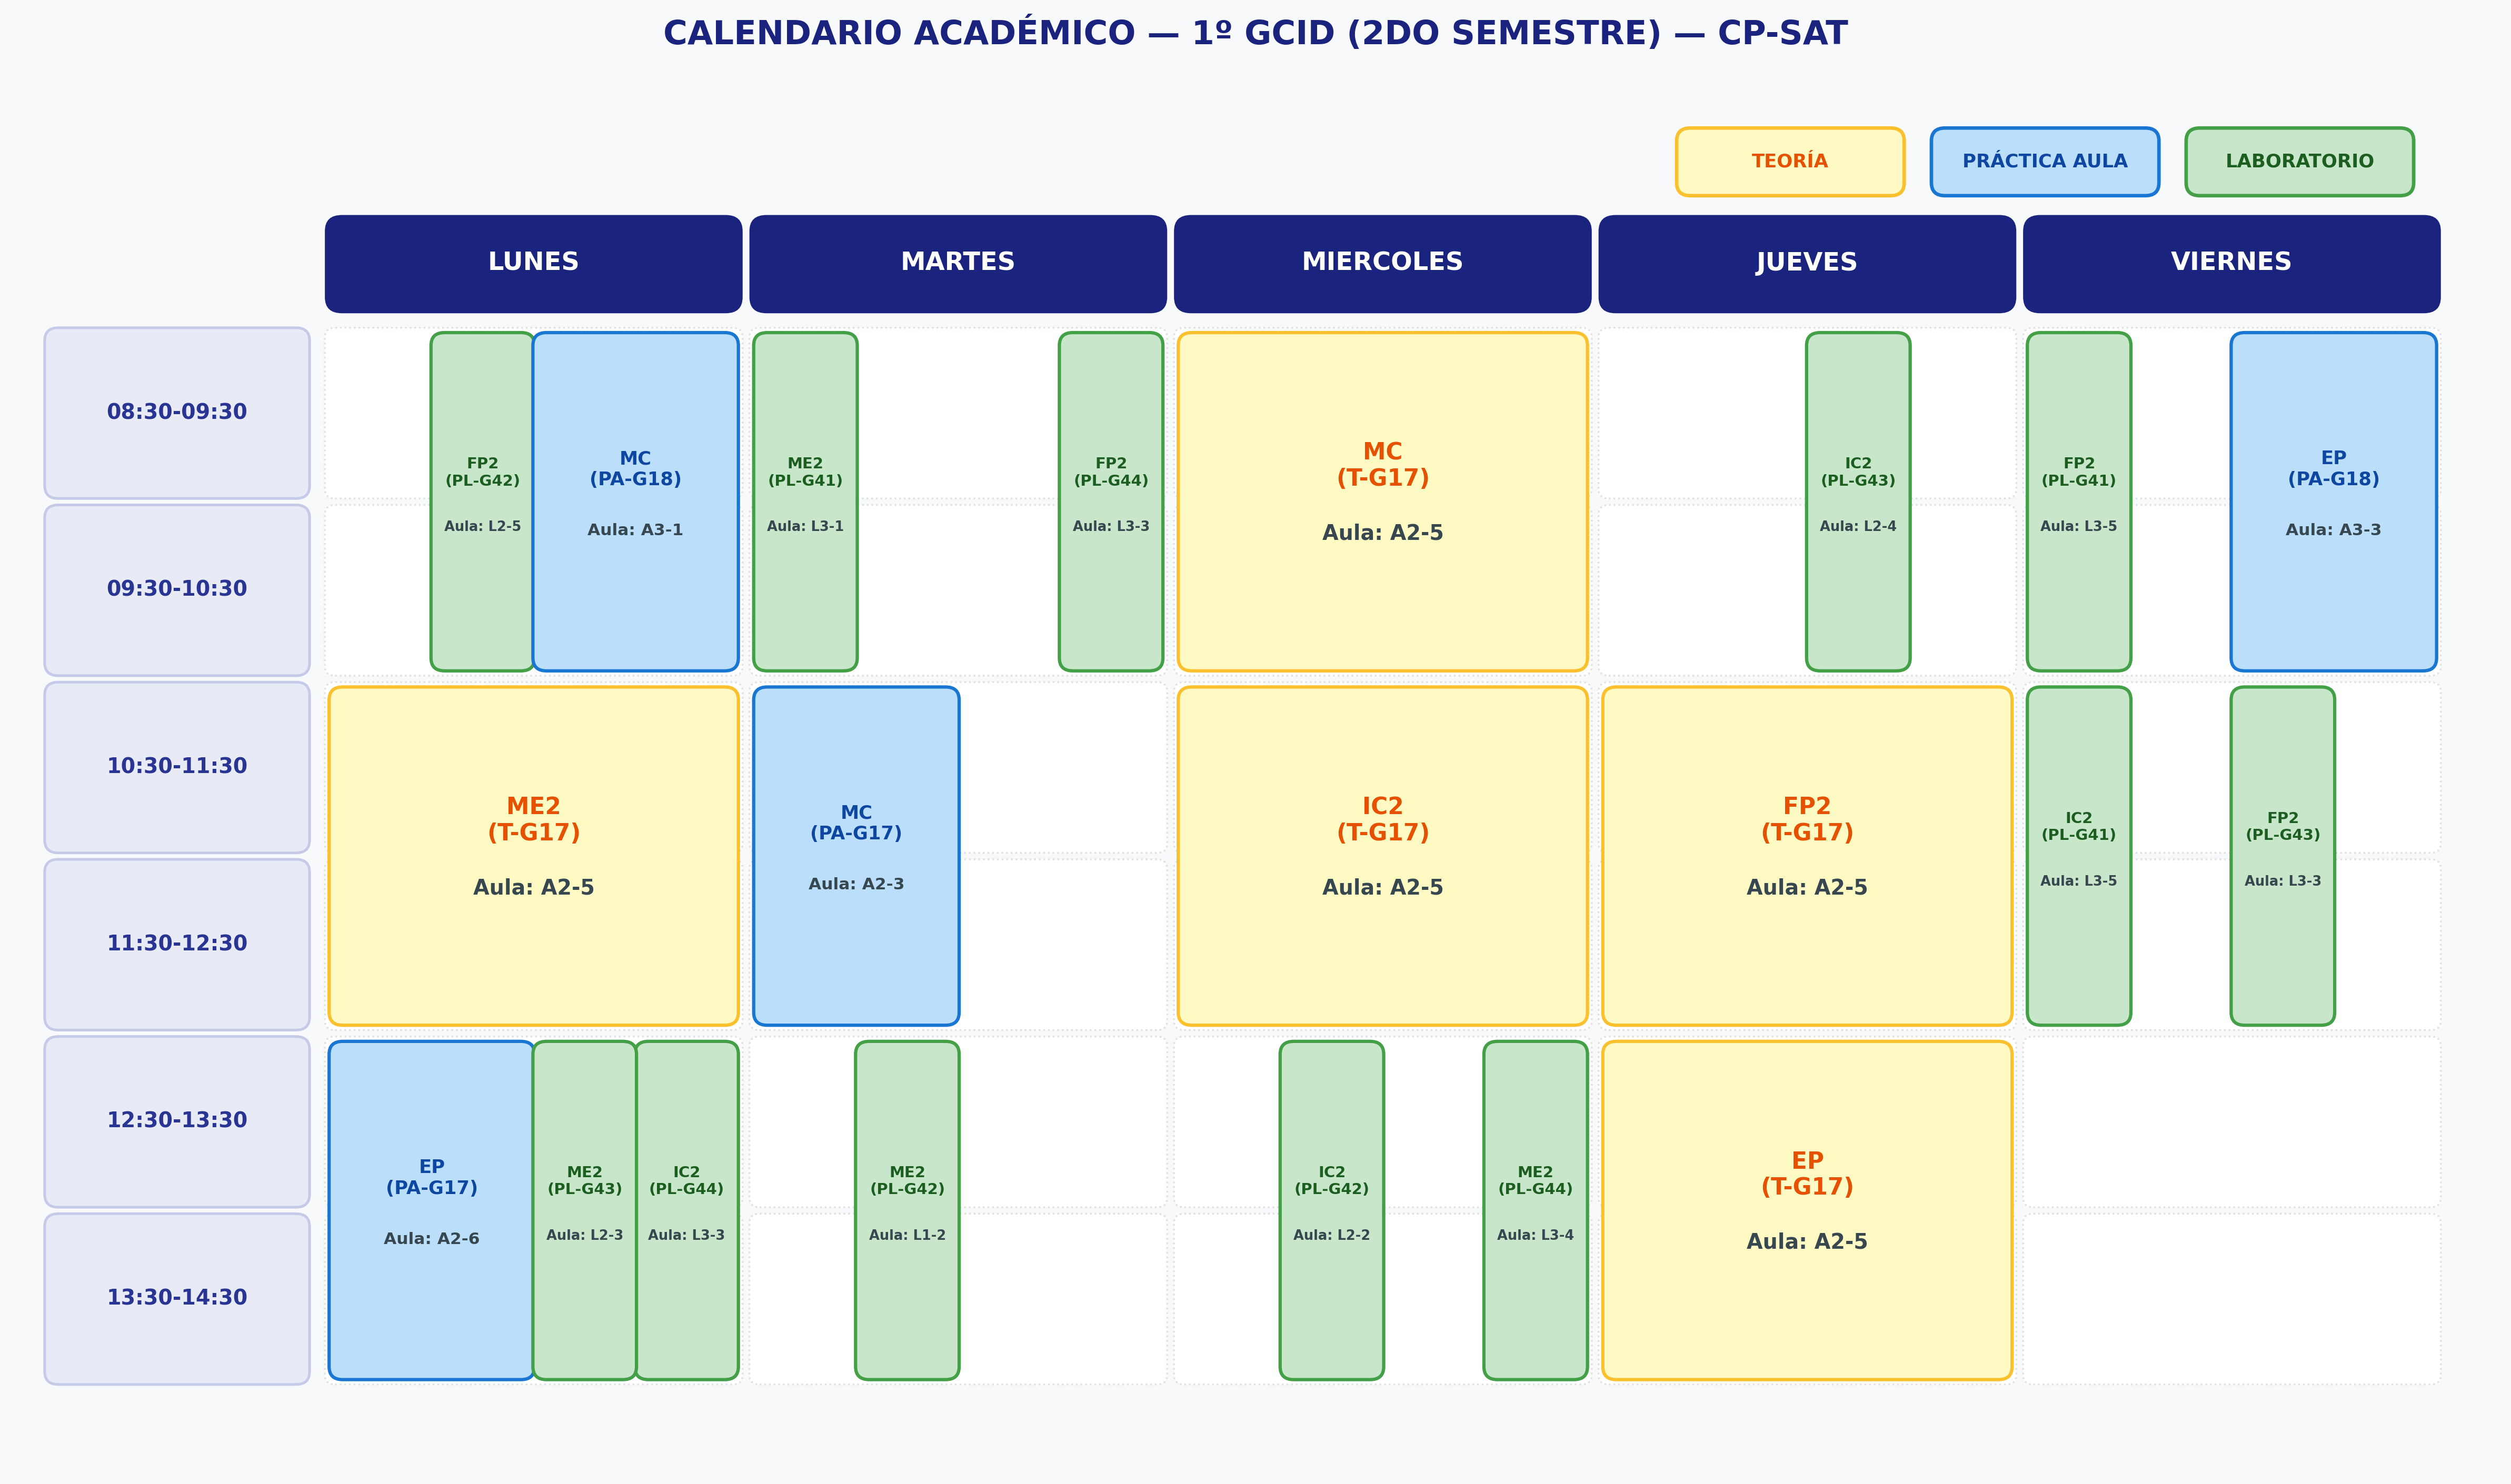 CALENDARIO ACADÉMICO — 1º GCID (2DO SEMESTRE) — CP-SAT
TEORÍA
PRÁCTICA AULA
LABORATORIO
LUNES
MARTES
MIERCOLES
JUEVES
VIERNES
08:30-09:30
09:30-10:30
FP2
(PL-G42)
Aula: L2-5
MC
(PA-G18)
Aula: A3-1
ME2
(PL-G41)
Aula: L3-1
FP2
(PL-G44)
Aula: L3-3
MC
(T-G17)
Aula: A2-5
IC2
(PL-G43)
Aula: L2-4
FP2
(PL-G41)
Aula: L3-5
EP
(PA-G18)
Aula: A3-3
10:30-11:30
11:30-12:30
ME2
(T-G17)
Aula: A2-5
MC
(PA-G17)
Aula: A2-3
IC2
(T-G17)
Aula: A2-5
FP2
(T-G17)
Aula: A2-5
IC2
(PL-G41)
Aula: L3-5
FP2
(PL-G43)
Aula: L3-3
12:30-13:30
13:30-14:30
EP
(PA-G17)
Aula: A2-6
ME2
(PL-G43)
Aula: L2-3
IC2
(PL-G44)
Aula: L3-3
ME2
(PL-G42)
Aula: L1-2
IC2
(PL-G42)
Aula: L2-2
ME2
(PL-G44)
Aula: L3-4
EP
(T-G17)
Aula: A2-5